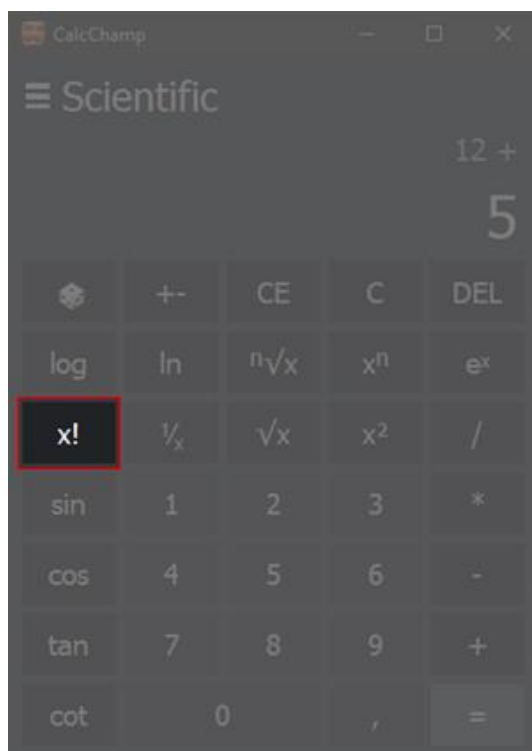 CalcChamp
Scientific
12 +
5
+- CE C DEL
log ln ⁿ√x xⁿ eˣ
x! ¹⁄ₓ √x x² /
sin 1 2 3 *
cos 4 5 6 -
tan 7 8 9 +
cot 0 , =